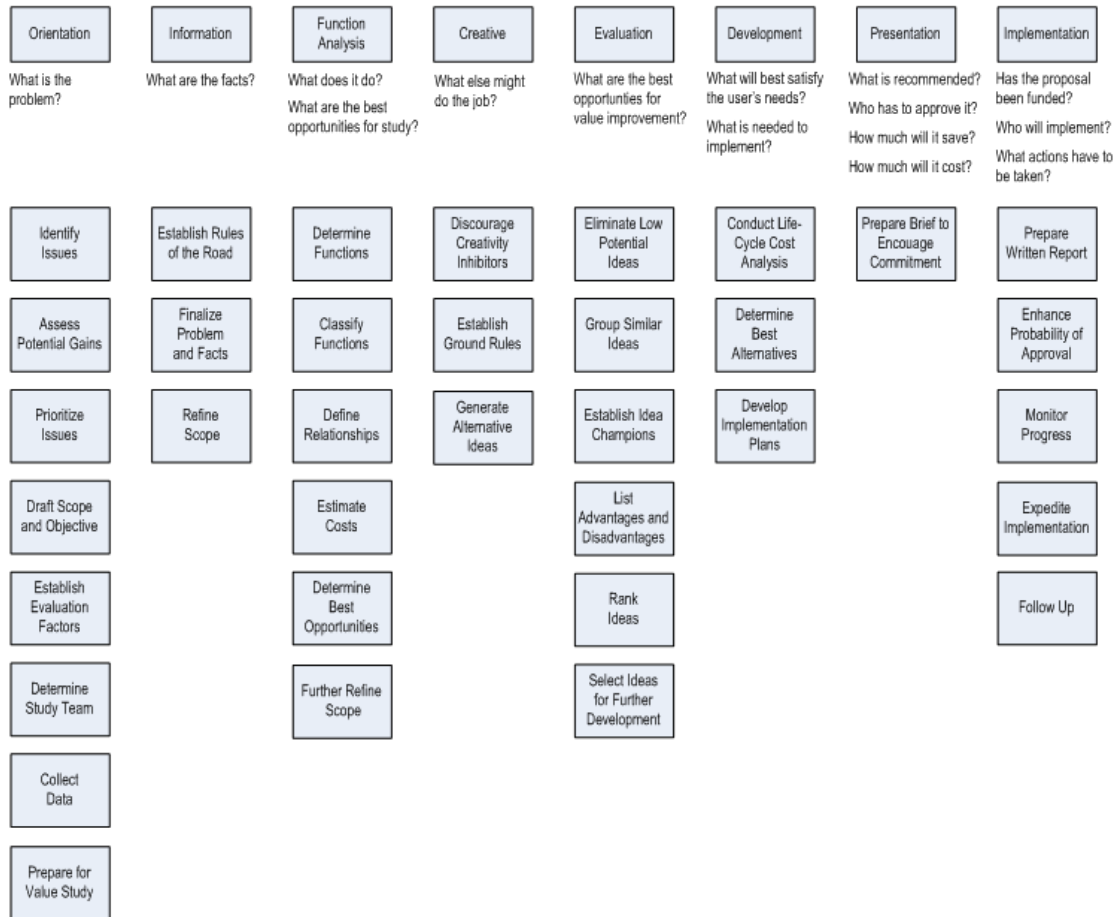 Orientation
Information
Function
Analysis
Creative
Evaluation
Development
Presentation
Implementation
What is the
problem?
What are the facts?
What does it do?
What are the best
opportunities for study?
What else might
do the job?
What are the best
opportunties for
value improvement?
What will best satisfy
the user's needs?
What is needed to
implement?
What is recommended?
Who has to approve it?
How much will it save?
How much will it cost?
Has the proposal
been funded?
Who will implement?
What actions have to
be taken?
Identify
Issues
Establish Rules
of the Road
Determine
Functions
Discourage
Creativity
Inhibitors
Eliminate Low
Potential
Ideas
Conduct Life-
Cycle Cost
Analysis
Prepare Brief to
Encouage
Commitment
Prepare
Written Report
Assess
Potential Gains
Finalize
Problem
and Facts
Classify
Functions
Establish
Ground Rules
Group Similar
Ideas
Determine
Best
Alternatives
Enhance
Probability of
Approval
Prioritize
Issues
Refine
Scope
Define
Relationships
Generate
Alternative
Ideas
Establish Idea
Champions
Develop
Implementation
Plans
Monitor
Progress
Draft Scope
and Objective
Estimate
Costs
List
Advantages and
Disadvantages
Expedite
Implementation
Establish
Evaluation
Factors
Determine
Best
Opportunities
Rank
Ideas
Follow Up
Determine
Study Team
Further Refine
Scope
Select Ideas
for Further
Development
Collect
Data
Prepare for
Value Study